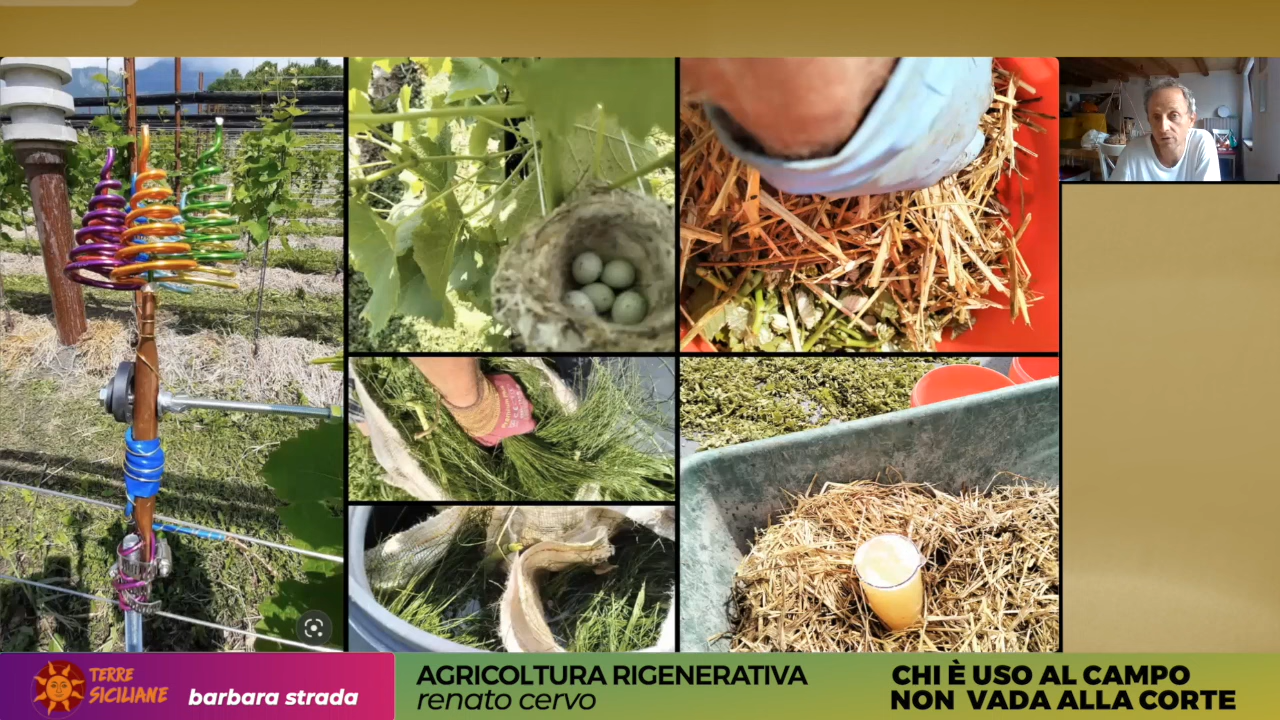 TERRE
SICILIANE
barbara strada
AGRICOLTURA RIGENERATIVA
renato cervo
CHI È USO AL CAMPO
NON VADA ALLA CORTE